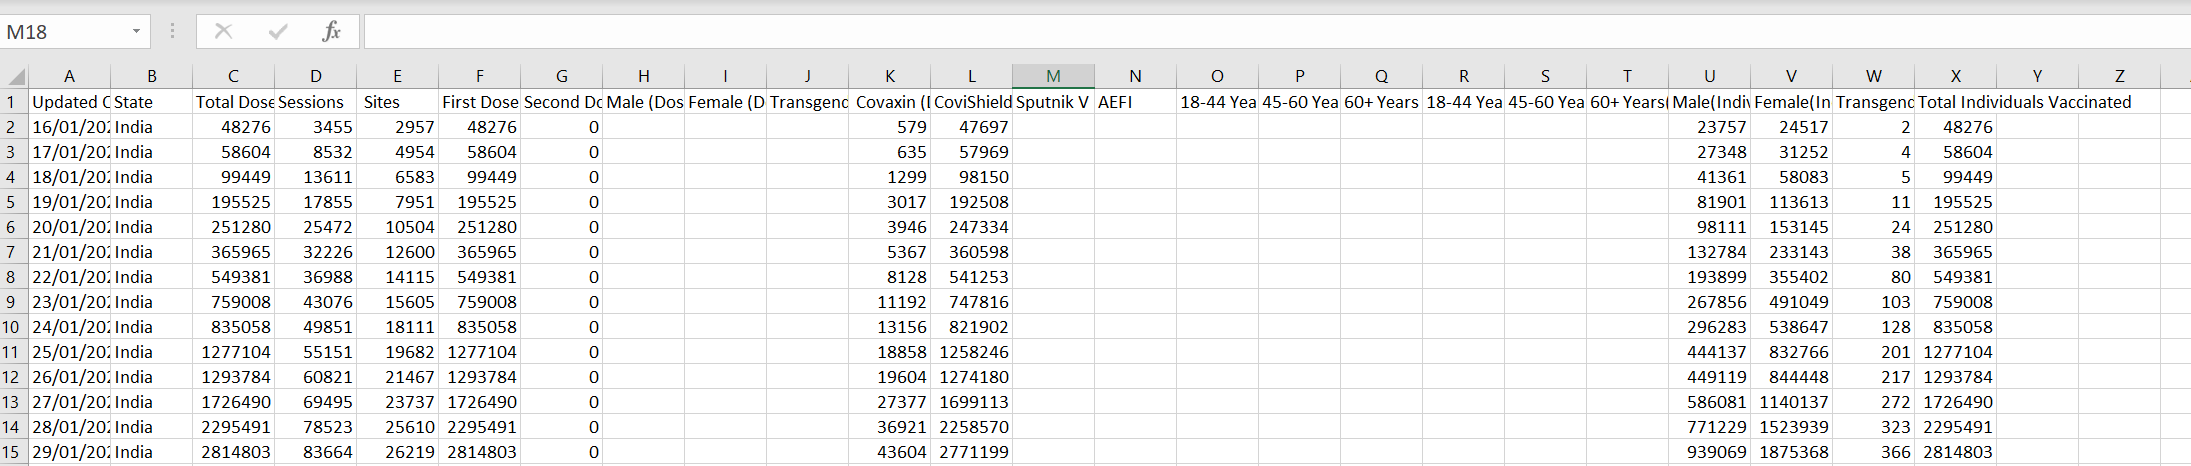 M18 fx
A B C D E F G H I J K L M N O P Q R S T U V W X Y Z
1 Updated State Total Dose Sessions Sites First Dose Second Do Male (Dos Female (D Transgend Covaxin ( CoviShield Sputnik V AEFI 18-44 Yea 45-60 Yea 60+ Years 18-44 Yea 45-60 Yea 60+ Years( Male(Indiv Female(In Transgend Total Individuals Vaccinated
2 16/01/202 India 48276 3455 2957 48276 0 579 47697 23757 24517 2 48276
3 17/01/202 India 58604 8532 4954 58604 0 635 57969 27348 31252 4 58604
4 18/01/202 India 99449 13611 6583 99449 0 1299 98150 41361 58083 5 99449
5 19/01/202 India 195525 17855 7951 195525 0 3017 192508 81901 113613 11 195525
6 20/01/202 India 251280 25472 10504 251280 0 3946 247334 98111 153145 24 251280
7 21/01/202 India 365965 32226 12600 365965 0 5367 360598 132784 233143 38 365965
8 22/01/202 India 549381 36988 14115 549381 0 8128 541253 193899 355402 80 549381
9 23/01/202 India 759008 43076 15605 759008 0 11192 747816 267856 491049 103 759008
10 24/01/202 India 835058 49851 18111 835058 0 13156 821902 296283 538647 128 835058
11 25/01/202 India 1277104 55151 19682 1277104 0 18858 1258246 444137 832766 201 1277104
12 26/01/202 India 1293784 60821 21467 1293784 0 19604 1274180 449119 844448 217 1293784
13 27/01/202 India 1726490 69495 23737 1726490 0 27377 1699113 586081 1140137 272 1726490
14 28/01/202 India 2295491 78523 25610 2295491 0 36921 2258570 771229 1523939 323 2295491
15 29/01/202 India 2814803 83664 26219 2814803 0 43604 2771199 939069 1875368 366 2814803